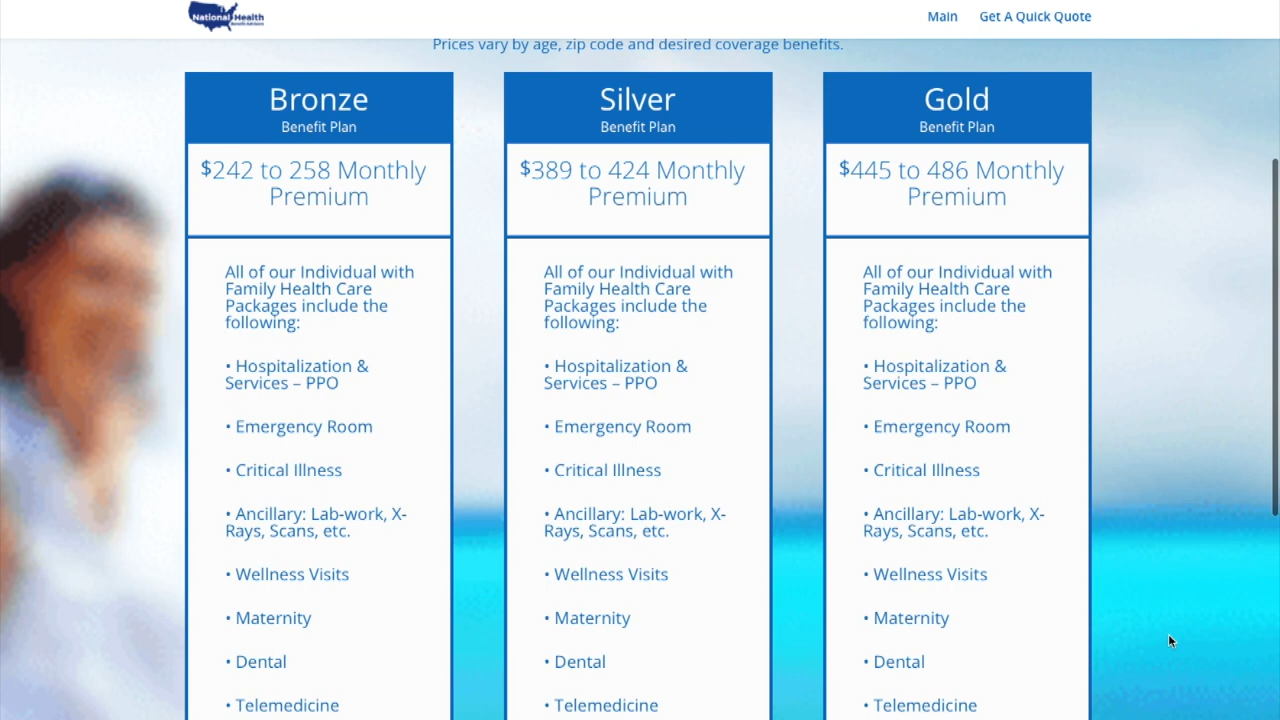 National Health
Benefit Advisors
Main
Get A Quick Quote
Prices vary by age, zip code and desired coverage benefits.
Bronze
Benefit Plan
$242 to 258 Monthly
Premium
All of our Individual with
Family Health Care
Packages include the
following:
• Hospitalization &
Services – PPO
• Emergency Room
• Critical Illness
• Ancillary: Lab-work, X-
Rays, Scans, etc.
• Wellness Visits
• Maternity
• Dental
• Telemedicine
Silver
Benefit Plan
$389 to 424 Monthly
Premium
All of our Individual with
Family Health Care
Packages include the
following:
• Hospitalization &
Services – PPO
• Emergency Room
• Critical Illness
• Ancillary: Lab-work, X-
Rays, Scans, etc.
• Wellness Visits
• Maternity
• Dental
• Telemedicine
Gold
Benefit Plan
$445 to 486 Monthly
Premium
All of our Individual with
Family Health Care
Packages include the
following:
• Hospitalization &
Services – PPO
• Emergency Room
• Critical Illness
• Ancillary: Lab-work, X-
Rays, Scans, etc.
• Wellness Visits
• Maternity
• Dental
• Telemedicine